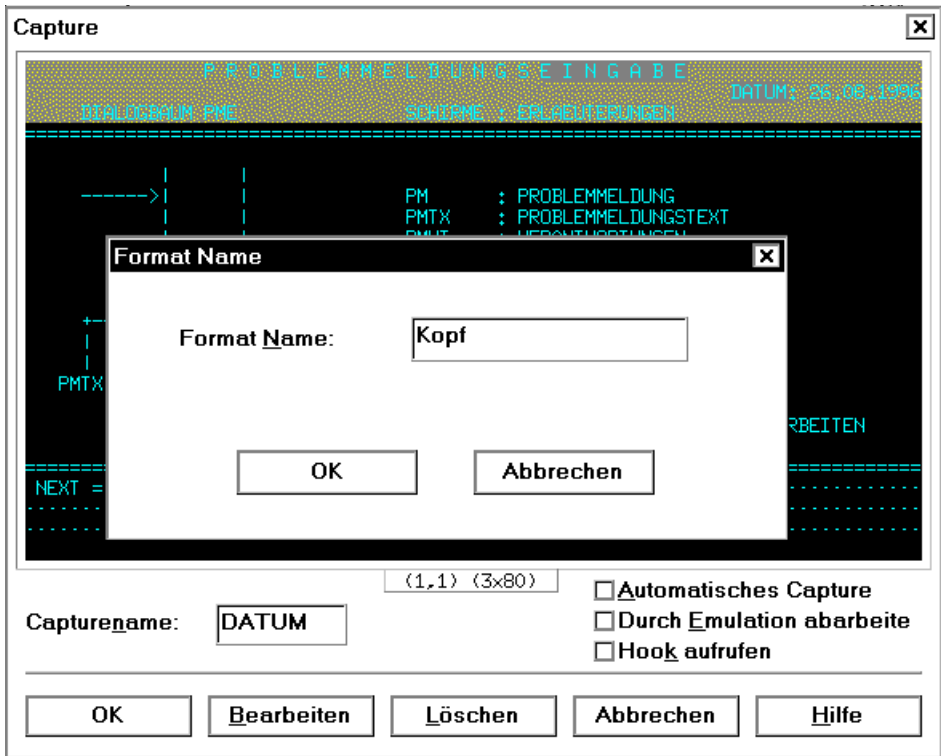 Capture
P R O B L E M M E L D U N G S E I N G A B E
DATUM: 26.08.1996
DIALOGBAUM PME SCHIRME : ERLAEUTERUNGEN
PM : PROBLEMMELDUNG
------>|
PMTX : PROBLEMMELDUNGSTEXT
Format Name
Format Name: Kopf
PMTX
RBEITEN
OK Abbrechen
NEXT =
(1,1) (3x80)
Automatisches Capture
Capturename: DATUM
Durch Emulation abarbeite
Hook aufrufen
OK Bearbeiten Löschen Abbrechen Hilfe